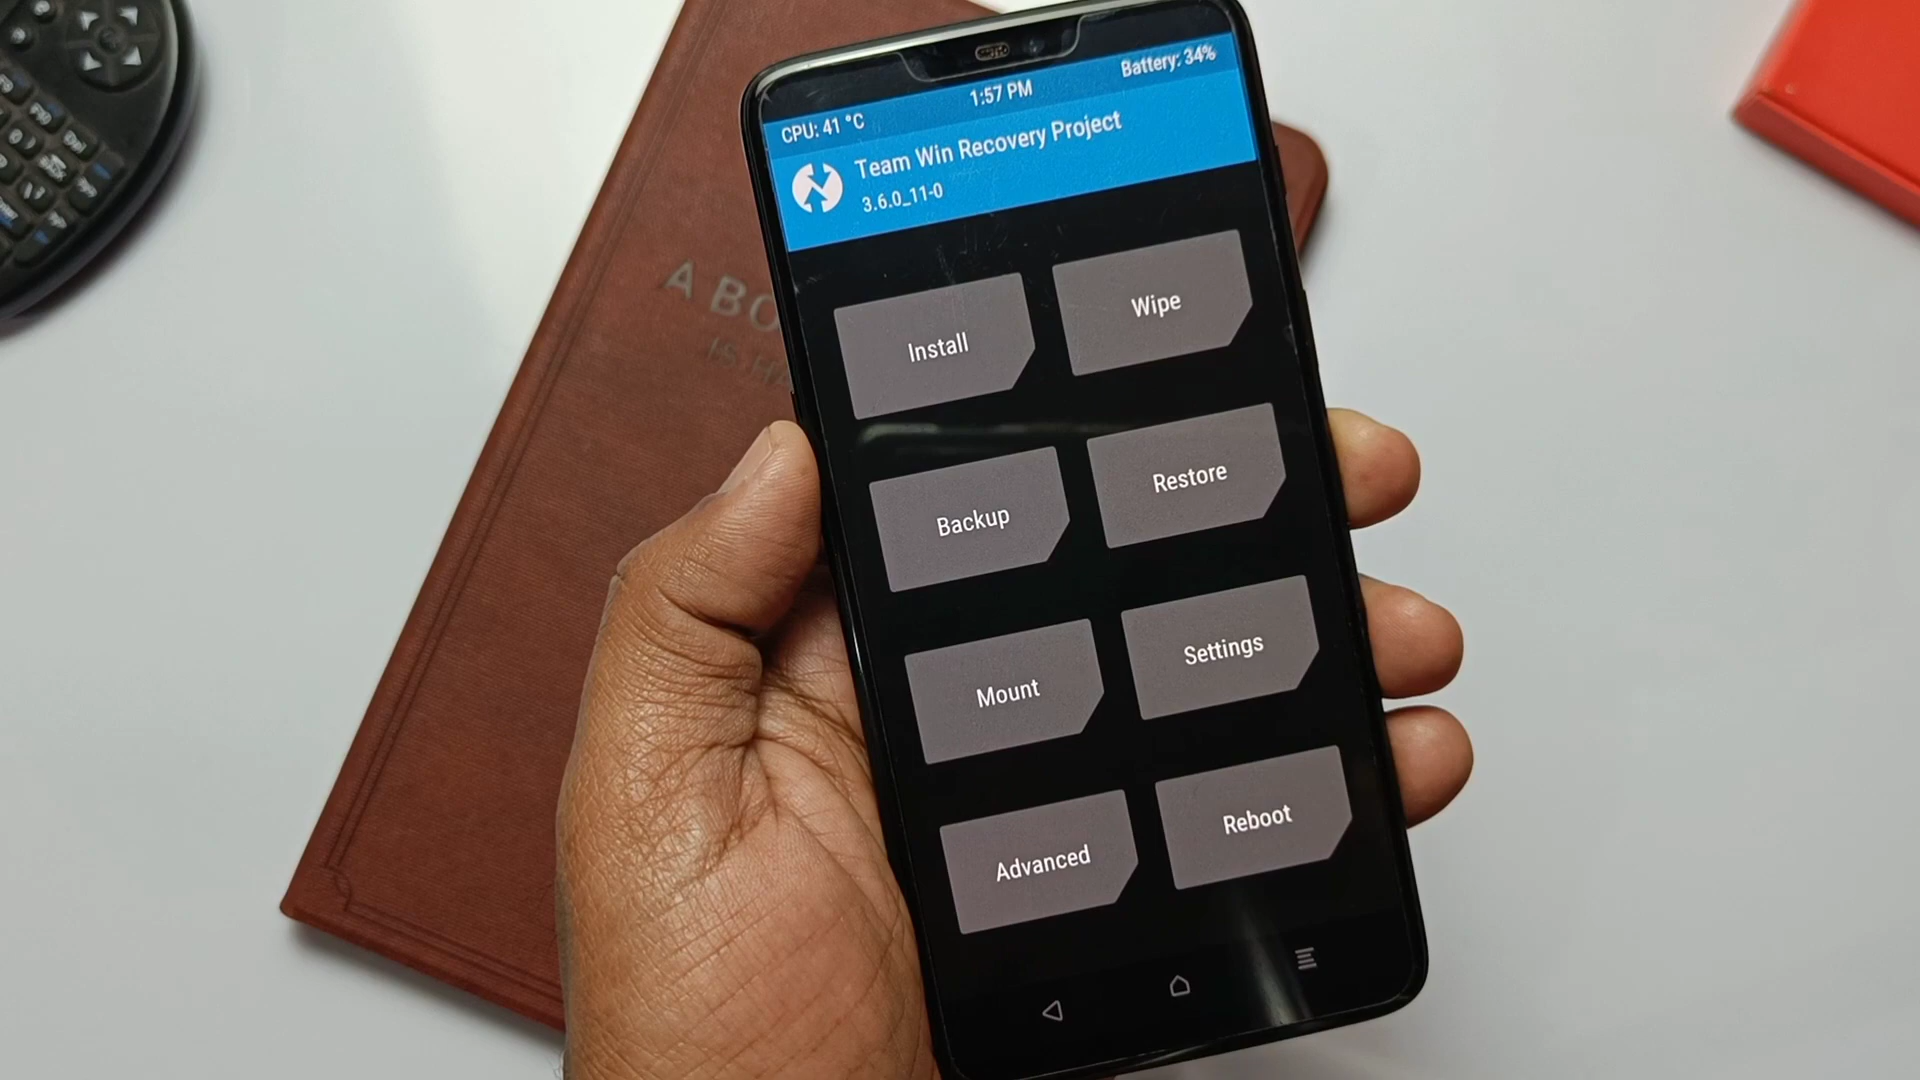 Battery: 34%
1:57 PM
CPU: 41 °C
Team Win Recovery Project
3.6.0_11-0
Install
Wipe
Backup
Restore
Mount
Settings
Advanced
Reboot
A BO
IS HA